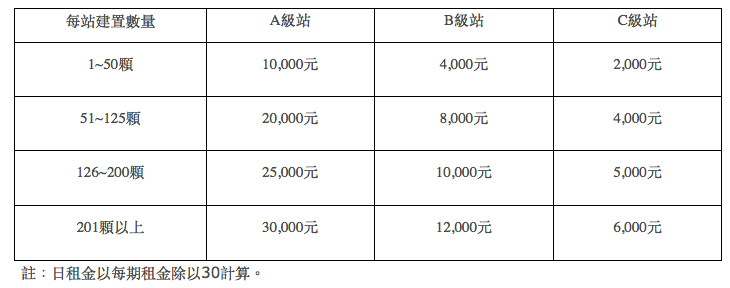 每站建置數量 A級站 B級站 C級站
1~50顆 10,000元 4,000元 2,000元
51~125顆 20,000元 8,000元 4,000元
126~200顆 25,000元 10,000元 5,000元
201顆以上 30,000元 12,000元 6,000元
註：日租金以每期租金除以30計算。